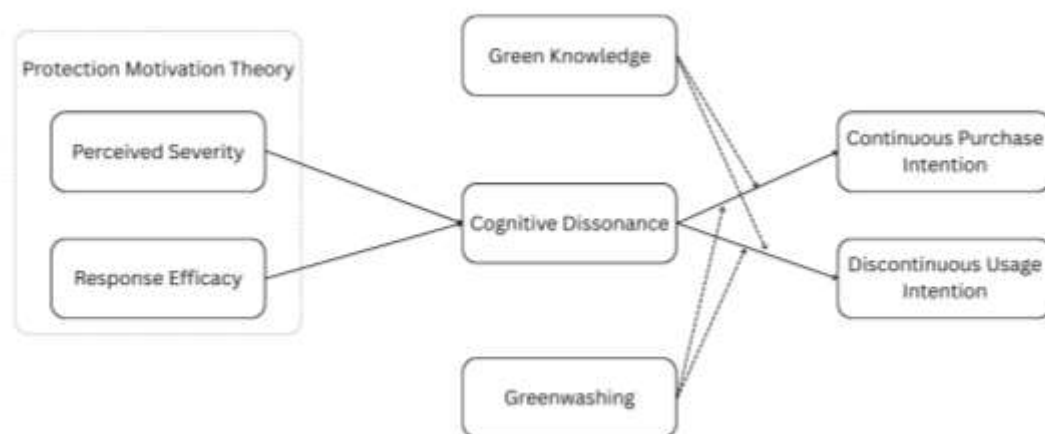 Protection Motivation Theory
Perceived Severity
Response Efficacy
Green Knowledge
Cognitive Dissonance
Greenwashing
Continuous Purchase
Intention
Discontinuous Usage
Intention